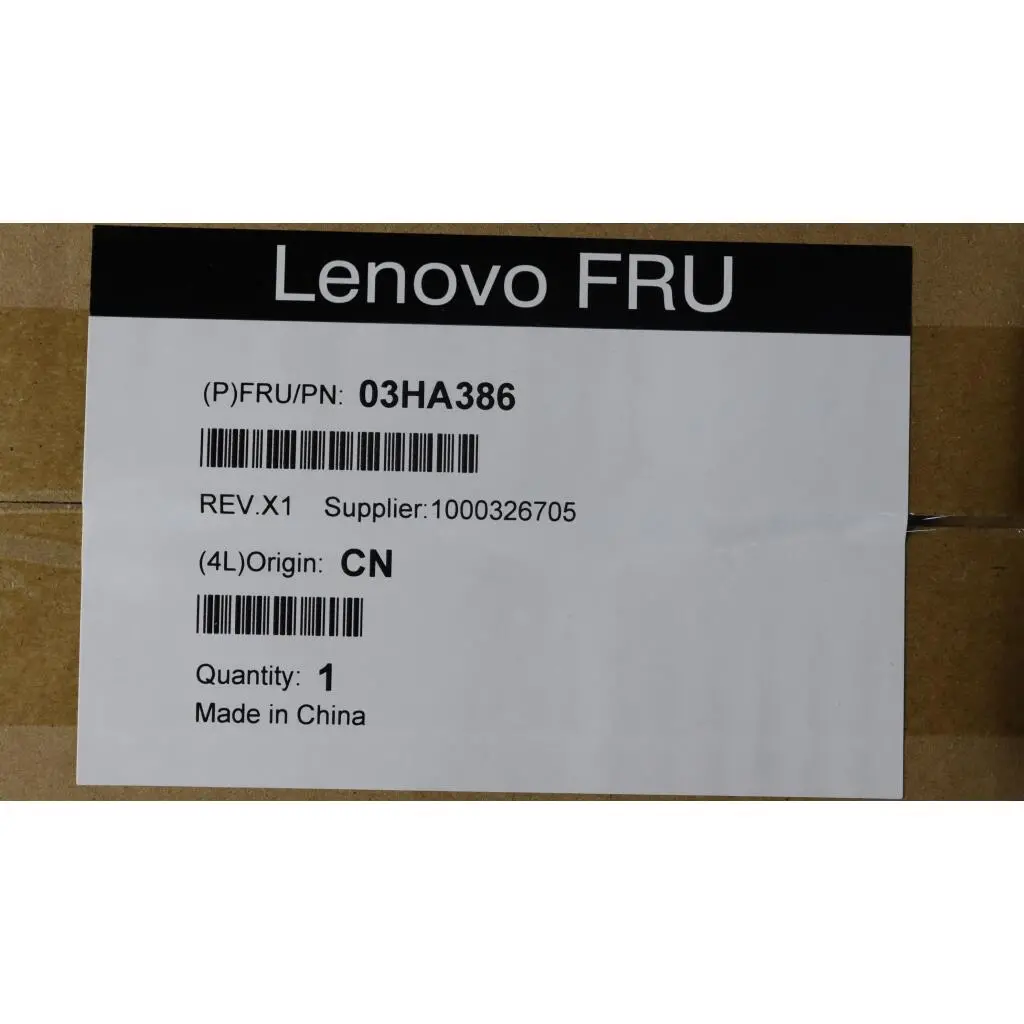 Lenovo FRU
(P)FRU/PN: 03HA386
REV.X1 Supplier:1000326705
(4L)Origin: CN
Quantity: 1
Made in China